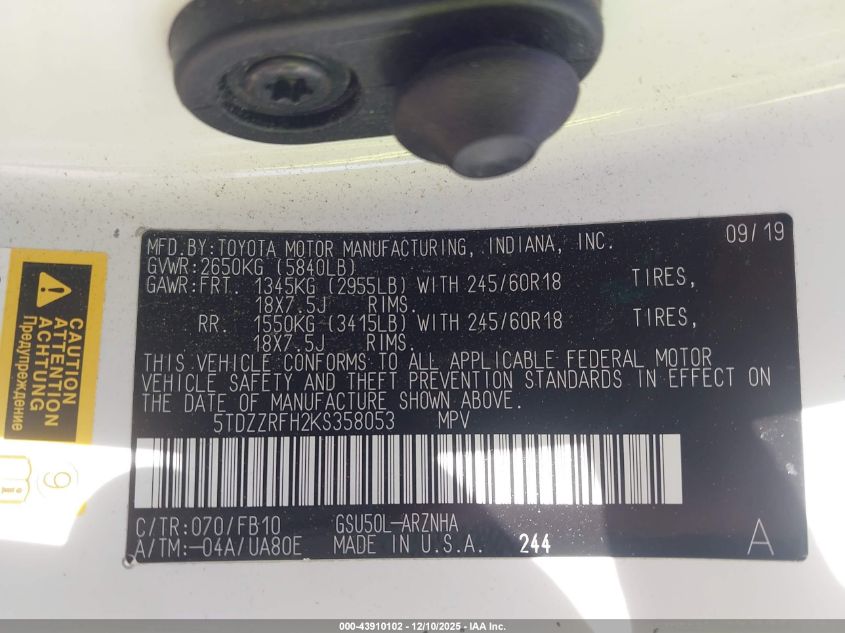 MFD.BY:TOYOTA MOTOR MANUFACTURING, INDIANA, INC. 09/19
GVWR:2650KG (5840LB)
GAWR:FRT. 1345KG (2955LB) WITH 245/60R18 TIRES,
18X7.5J RIMS.
RR. 1550KG (3415LB) WITH 245/60R18 TIRES,
18X7.5J RIMS.
THIS VEHICLE CONFORMS TO ALL APPLICABLE FEDERAL MOTOR
VEHICLE SAFETY AND THEFT PREVENTION STANDARDS IN EFFECT ON
THE DATE OF MANUFACTURE SHOWN ABOVE.
5TDZZRFH2KS358053 MPV
C/TR:070/FB10 GSU50L-ARZNHA
A/TM:-04A/UA80E MADE IN U.S.A. 244 A
CAUTION
ATTENTION
ACHTUNG
Предупреждение
9
i
000-43910102 - 12/10/2025 - IAA Inc.